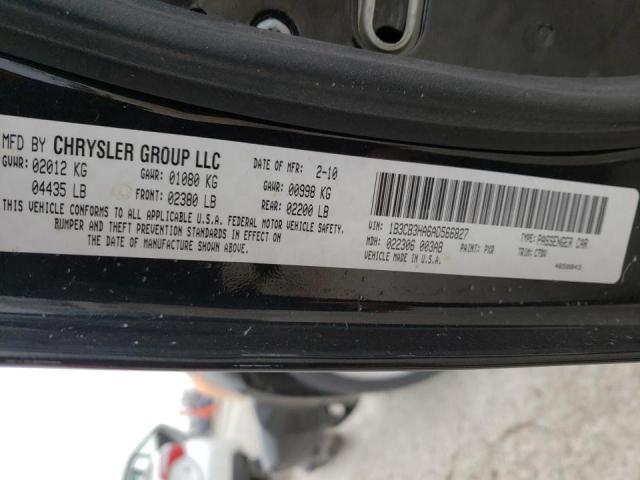 MFD BY CHRYSLER GROUP LLC DATE OF MFR: 2-10
GVWR: 02012 KG GAWR: 01080 KG GAWR: 00998 KG
04435 LB FRONT: 02380 LB REAR: 02200 LB
THIS VEHICLE CONFORMS TO ALL APPLICABLE U.S.A. FEDERAL MOTOR VEHICLE SAFETY,
BUMPER AND THEFT PREVENTION STANDARDS IN EFFECT
ON THE DATE OF MANUFACTURE SHOWN ABOVE.
VIN: 1B3CB3HA6AD566827 TYPE: PASSENGER CAR
MDH: 022306 003AB PAINT: PXR TRIM: C7DV
VEHICLE MADE IN U.S.A.